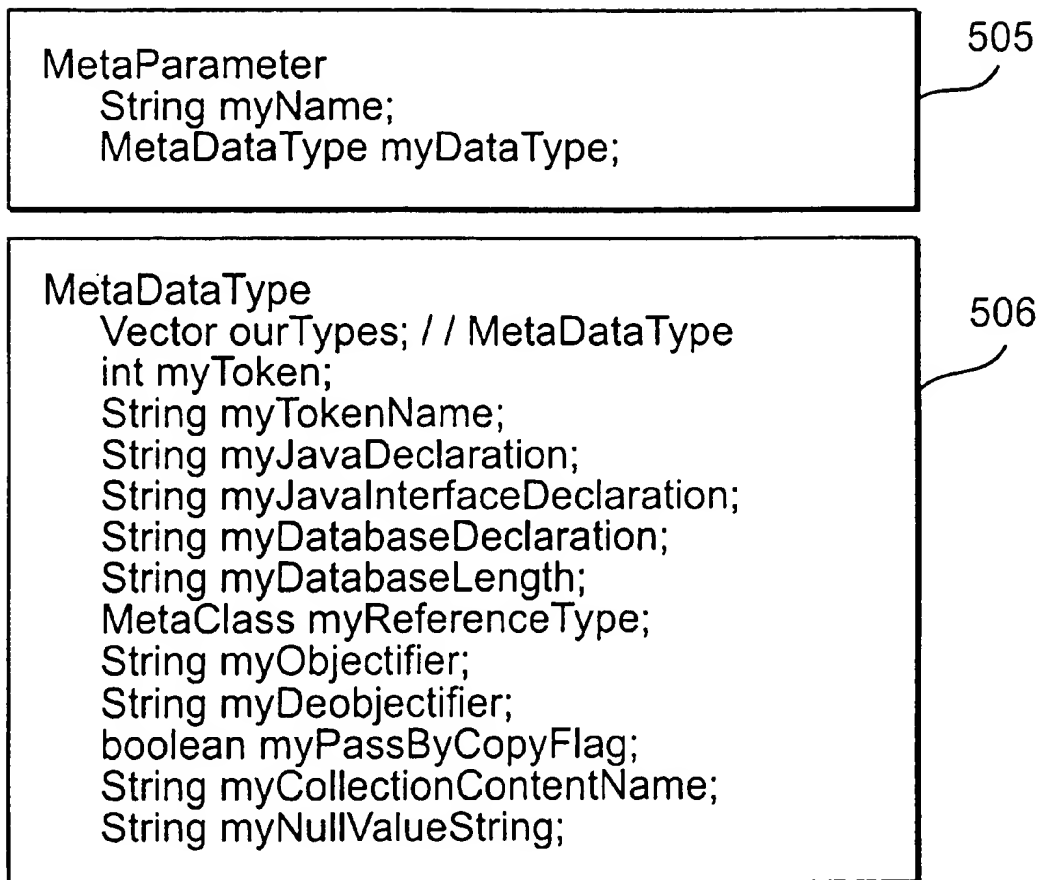 505
MetaParameter
String myName;
MetaDataType myDataType;
506
MetaDataType
Vector ourTypes; / / MetaDataType
int myToken;
String myTokenName;
String myJavaDeclaration;
String myJavaInterfaceDeclaration;
String myDatabaseDeclaration;
String myDatabaseLength;
MetaClass myReferenceType;
String myObjectifier;
String myDeobjectifier;
boolean myPassByCopyFlag;
String myCollectionContentName;
String myNullValueString;